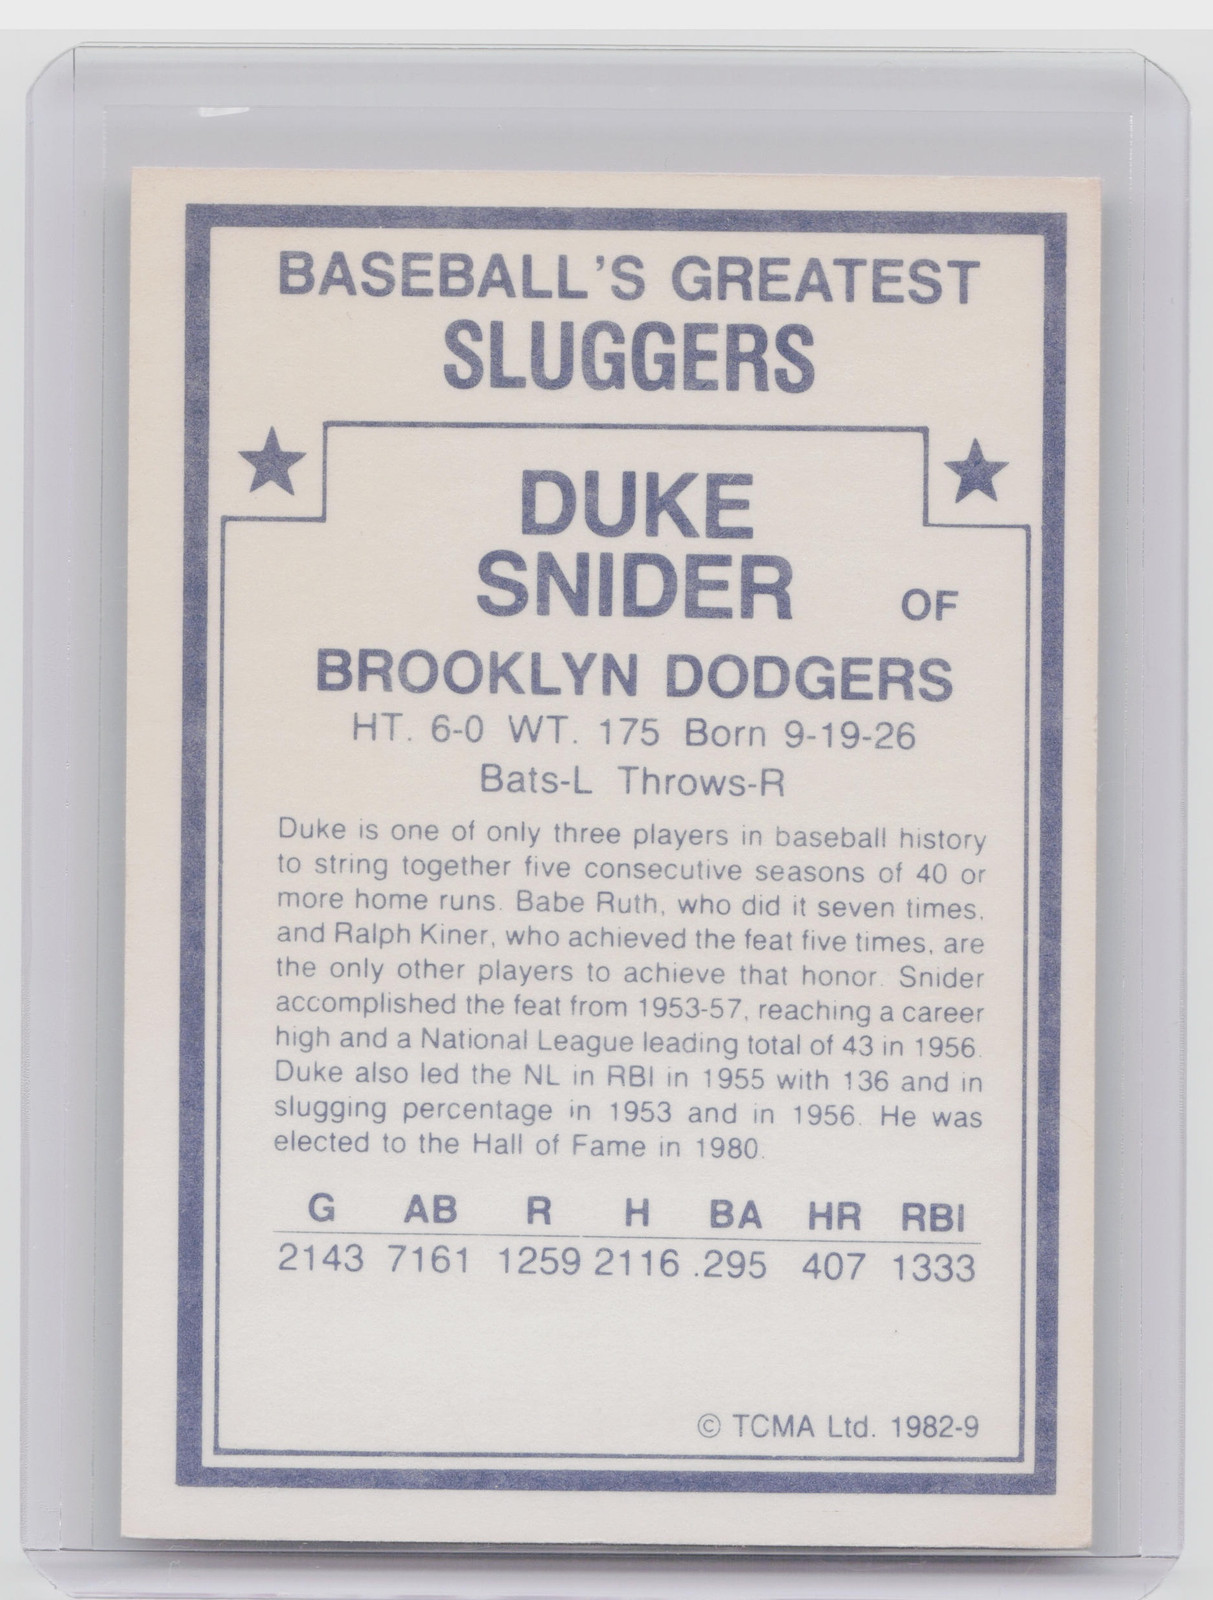 BASEBALL'S GREATEST
SLUGGERS
DUKE
SNIDER OF
BROOKLYN DODGERS
HT. 6-0 WT. 175 Born 9-19-26
Bats-L Throws-R
Duke is one of only three players in baseball history
to string together five consecutive seasons of 40 or
more home runs. Babe Ruth, who did it seven times,
and Ralph Kiner, who achieved the feat five times, are
the only other players to achieve that honor. Snider
accomplished the feat from 1953-57, reaching a career
high and a National League leading total of 43 in 1956.
Duke also led the NL in RBI in 1955 with 136 and in
slugging percentage in 1953 and in 1956. He was
elected to the Hall of Fame in 1980.
G AB R H BA HR RBI
2143 7161 1259 2116 .295 407 1333
© TCMA Ltd. 1982-9